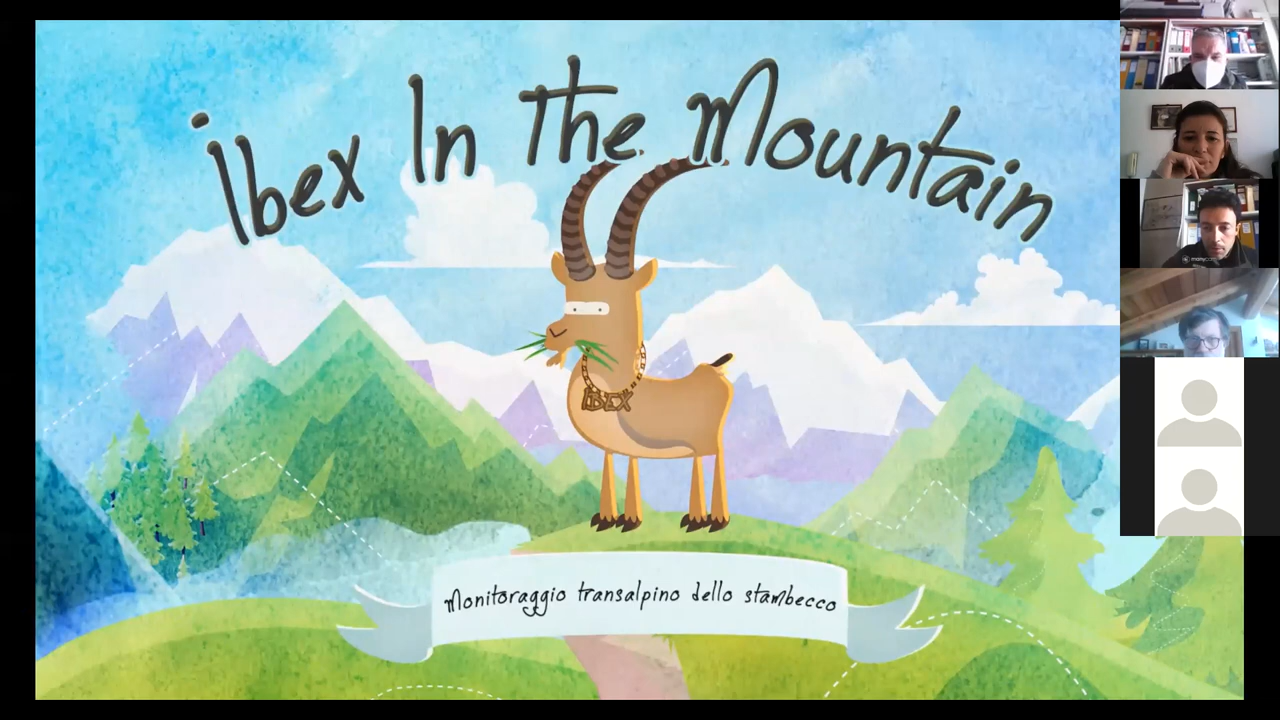 Ibex In The Mountain
IBEX
Monitoraggio transalpino dello stambecco